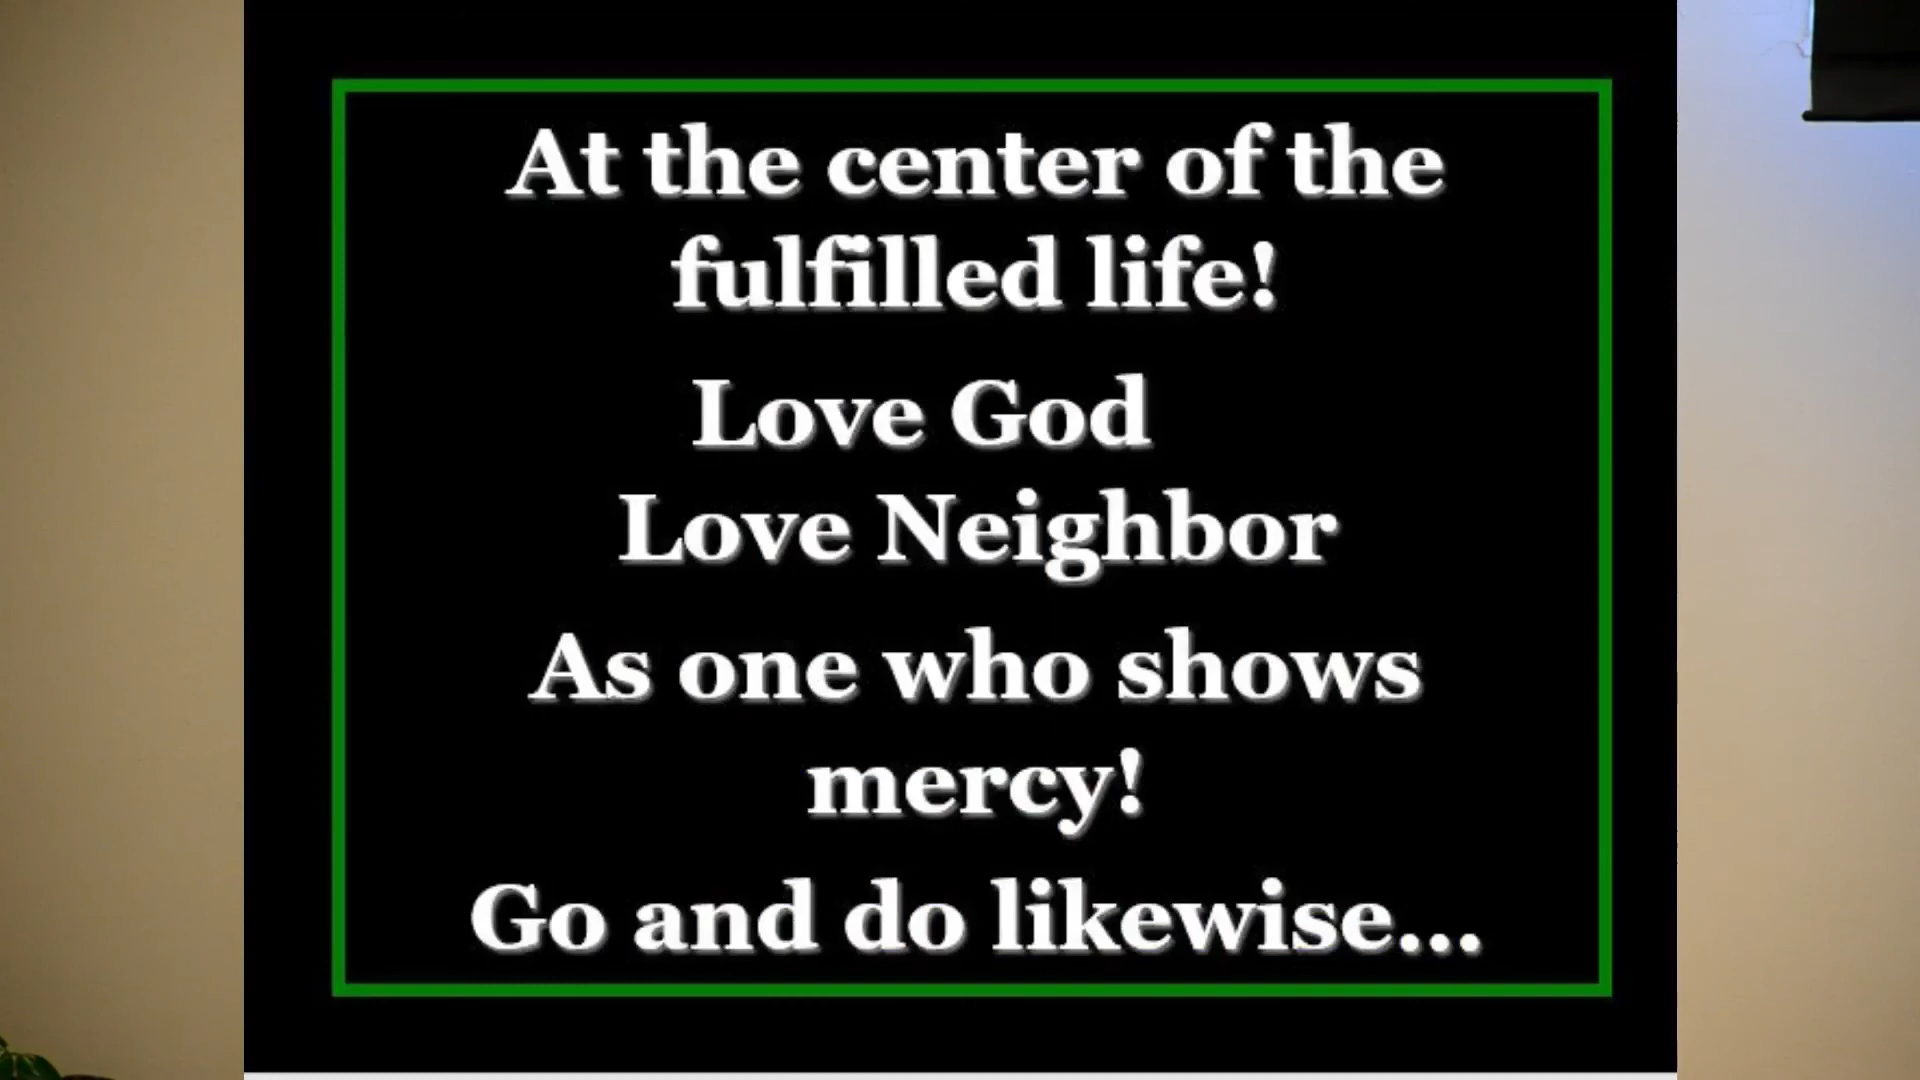 At the center of the
fulfilled life!
Love God
Love Neighbor
As one who shows
mercy!
Go and do likewise...